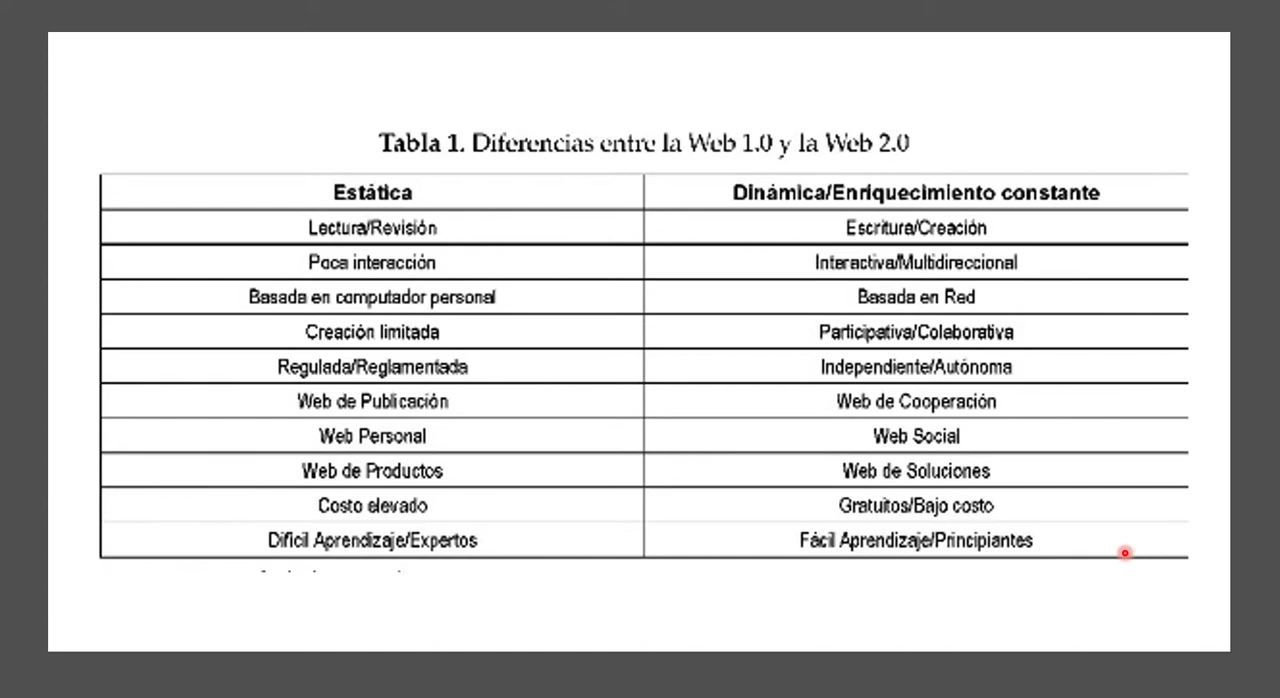 Tabla 1. Diferencias entre la Web 1.0 y la Web 2.0
Estática Dinámica/Enriquecimiento constante
Lectura/Revisión Escritura/Creación
Poca interacción Interactiva/Multidireccional
Basada en computador personal Basada en Red
Creación limitada Participativa/Colaborativa
Regulada/Reglamentada Independiente/Autónoma
Web de Publicación Web de Cooperación
Web Personal Web Social
Web de Productos Web de Soluciones
Costo elevado Gratuitos/Bajo costo
Difícil Aprendizaje/Expertos Fácil Aprendizaje/Principiantes